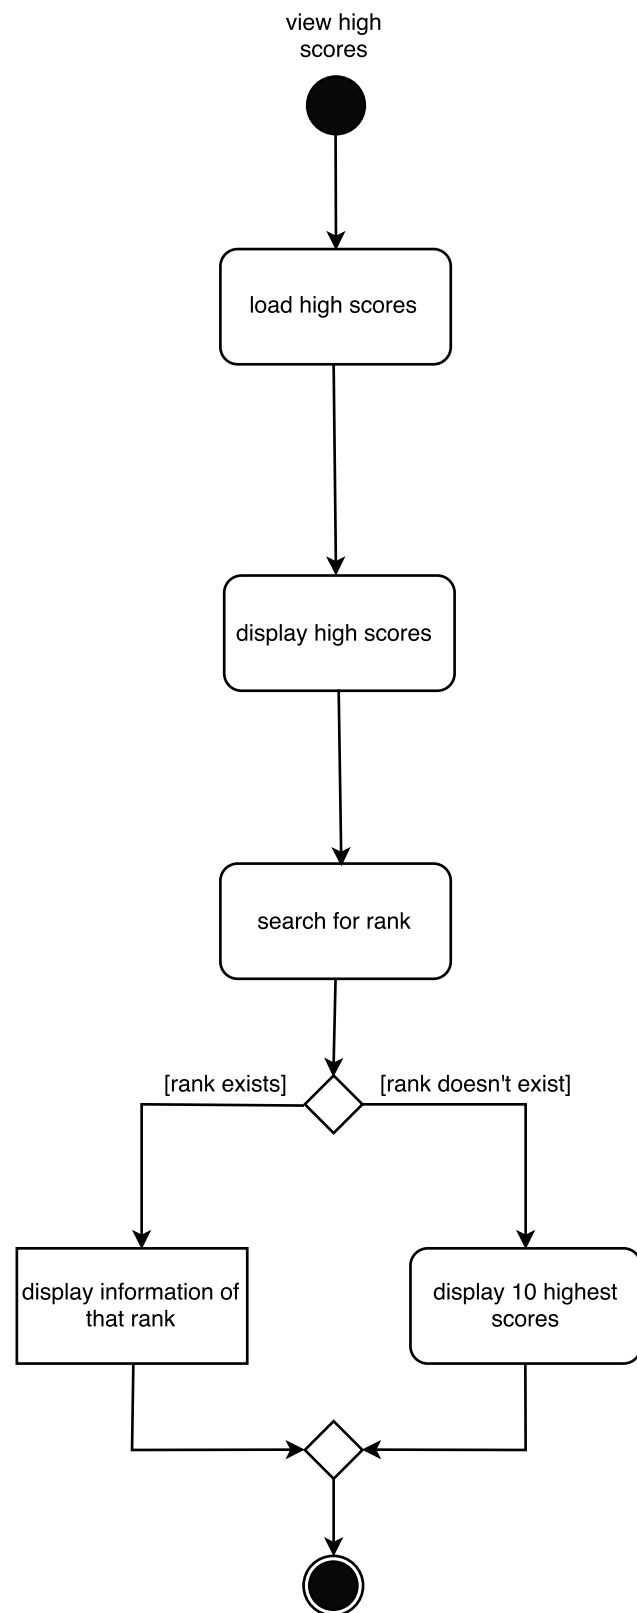 view high
scores
load high scores
display high scores
search for rank
[rank exists]
[rank doesn't exist]
display information of
that rank
display 10 highest
scores